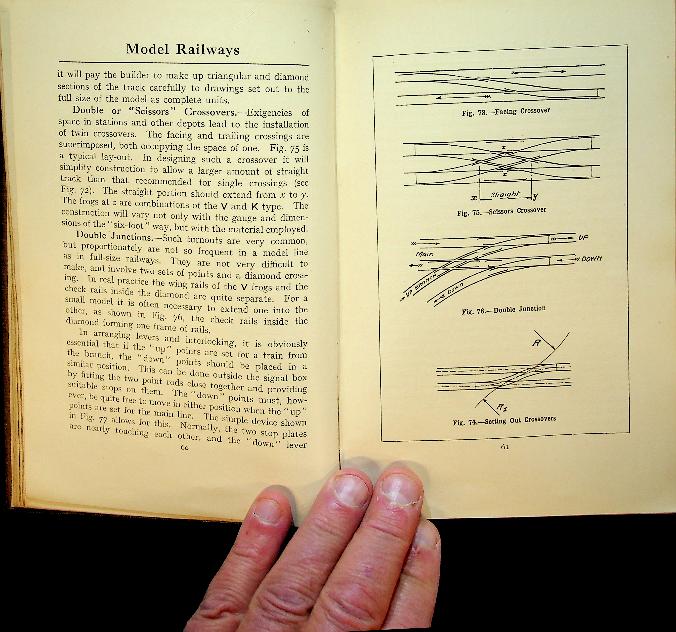 Model Railways
it will pay the builder to make up triangular and diamond
sections of the track carefully to drawings set out to the
full size of the model as complete units.
Double or "Scissors" Crossovers.—Exigencies of
space in stations and other depots lead to the installation
of twin crossovers. The facing and trailing crossings are
superimposed, both occupying the space of one. Fig. 75 is
a typical lay-out. In designing such a crossover it will
simplify construction to allow a larger amount of straight
track than that recommended for single crossings (see
Fig. 72). The straight portion should extend from x to y.
The frogs at z are combinations of the V and K type. The
construction will vary not only with the gauge and dimen-
sions of the "six-foot" way, but with the material employed.
Double Junctions.—Such turnouts are very common,
but proportionately are not so frequent in a model line
as in full-size railways. They are not very difficult to
make, and involve two sets of points and a diamond cross-
ing. In real practice the wing rails of the V frogs and the
check rails inside the diamond are quite separate. For a
small model it is often necessary to extend one into the
other, as shown in Fig. 76, the check rails inside the
diamond forming one frame of rails.
In arranging levers and interlocking, it is obviously
essential that if the "up" points are set for a train from
the branch, the "down" points should be placed in a
similar position. This can be done outside the signal box
by fitting the two point rods close together and providing
suitable stops on them. The "down" points must, how-
ever, be quite free to move in either position when the "up"
points are set for the main line. The simple device shown
in Fig. 77 allows for this. Normally, the two stop plates
are nearly touching each other, and the "down" lever
60
Fig. 73.—Facing Crossover
z
z
x Straight y
Fig. 75.—Scissors Crossover
UP
Main
DOWN
UP BRANCH
DOWN
Fig. 76.—Double Junction
R
Fig. 74.—Setting Out Crossovers
61